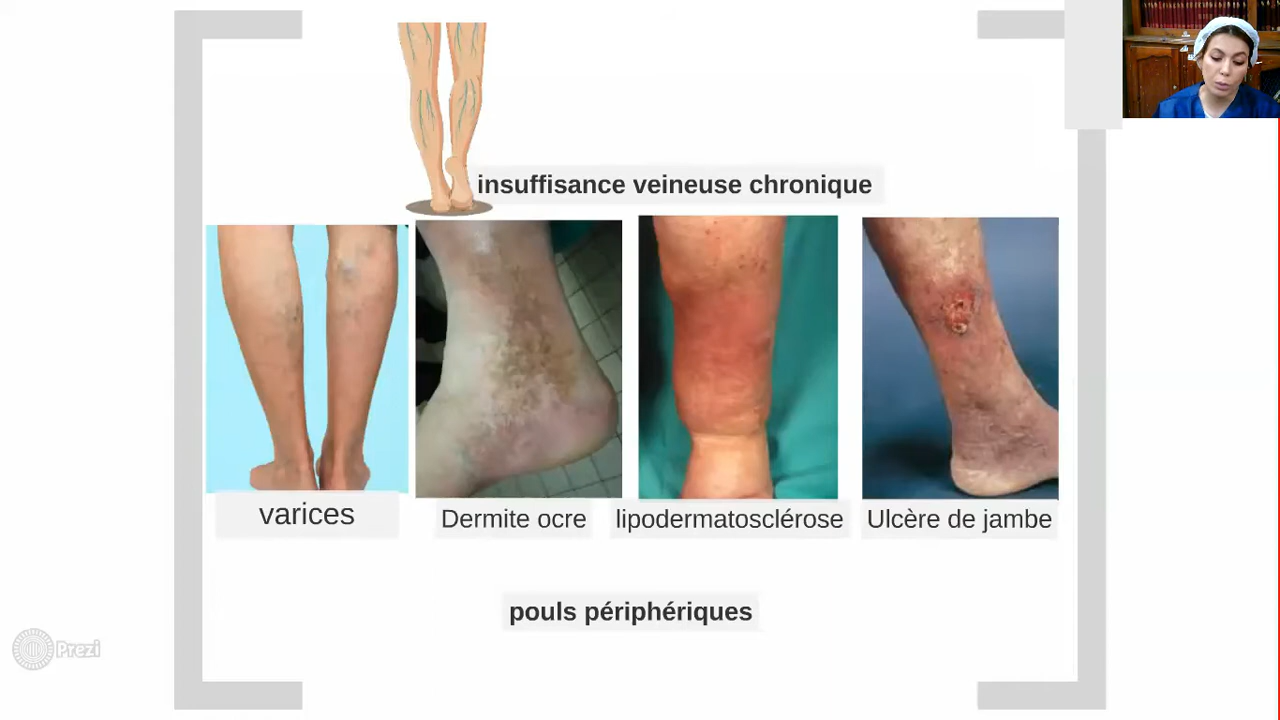 insuffisance veineuse chronique
varices
Dermite ocre
lipodermatosclérose
Ulcère de jambe
pouls périphériques
Prezi